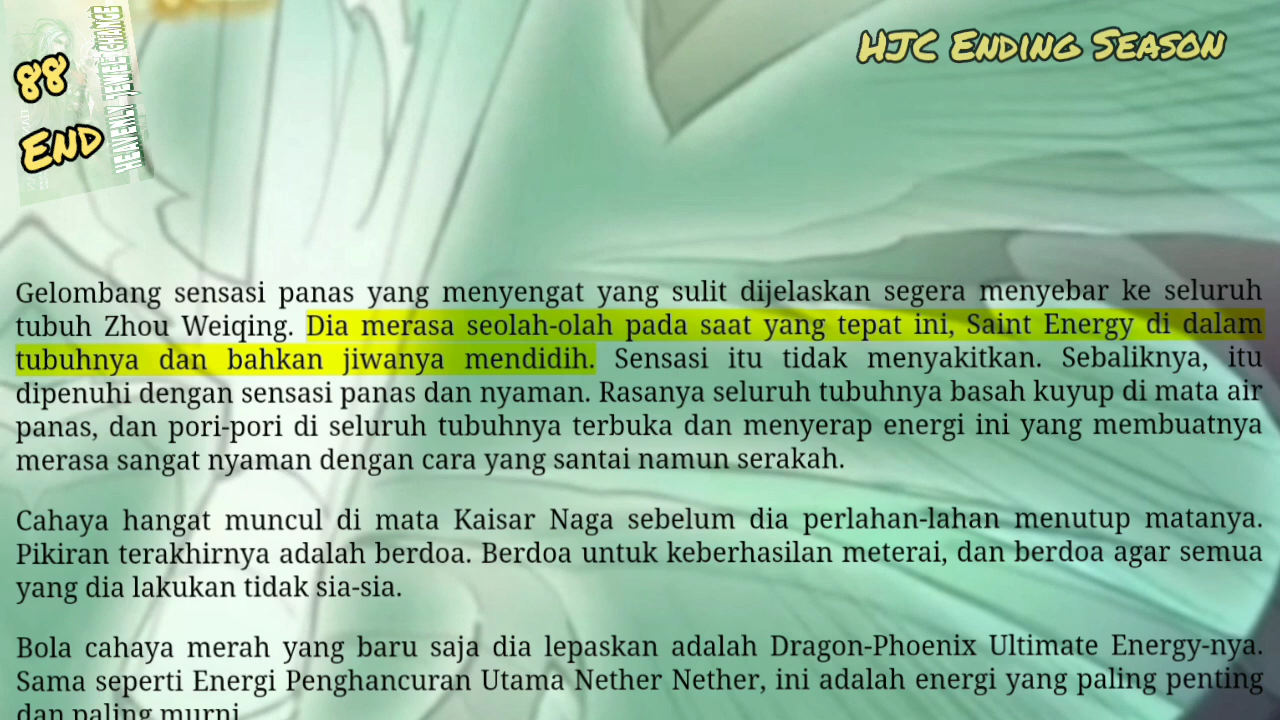 HJC Ending Season
88
End
HEAVENLY JEWEL CHANGE
Gelombang sensasi panas yang menyengat yang sulit dijelaskan segera menyebar ke seluruh
tubuh Zhou Weiqing. Dia merasa seolah-olah pada saat yang tepat ini, Saint Energy di dalam
tubuhnya dan bahkan jiwanya mendidih. Sensasi itu tidak menyakitkan. Sebaliknya, itu
dipenuhi dengan sensasi panas dan nyaman. Rasanya seluruh tubuhnya basah kuyup di mata air
panas, dan pori-pori di seluruh tubuhnya terbuka dan menyerap energi ini yang membuatnya
merasa sangat nyaman dengan cara yang santai namun serakah.
Cahaya hangat muncul di mata Kaisar Naga sebelum dia perlahan-lahan menutup matanya.
Pikiran terakhirnya adalah berdoa. Berdoa untuk keberhasilan meterai, dan berdoa agar semua
yang dia lakukan tidak sia-sia.
Bola cahaya merah yang baru saja dia lepaskan adalah Dragon-Phoenix Ultimate Energy-nya.
Sama seperti Energi Penghancuran Utama Nether Nether, ini adalah energi yang paling penting
dan paling murni